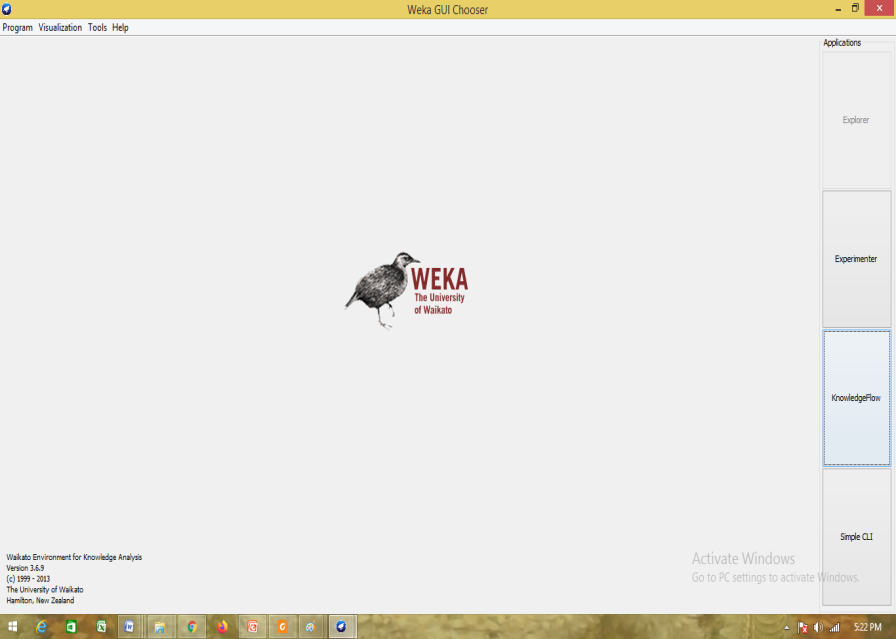 Weka GUI Chooser
Program Visualization Tools Help
Applications
Explorer
Experimenter
KnowledgeFlow
Simple CLI
WEKA
The University
of Waikato
Waikato Environment for Knowledge Analysis
Version 3.6.9
(c) 1999 - 2013
The University of Waikato
Hamilton, New Zealand
Activate Windows
Go to PC settings to activate Windows.
5:22 PM